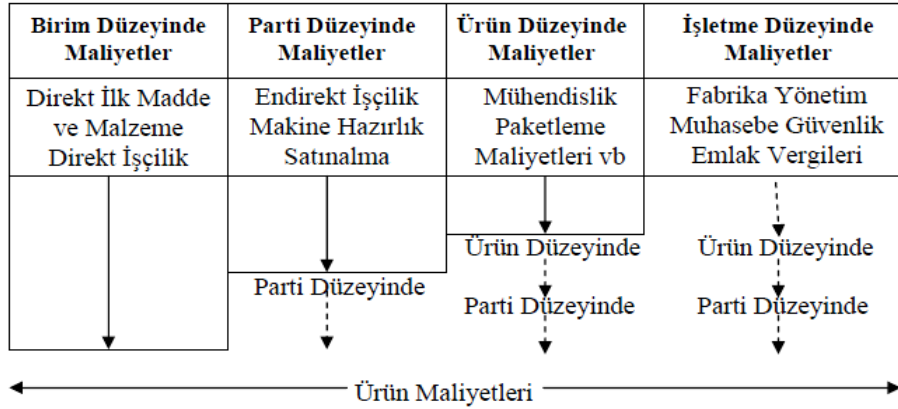 Birim Düzeyinde
Maliyetler
Parti Düzeyinde
Maliyetler
Ürün Düzeyinde
Maliyetler
İşletme Düzeyinde
Maliyetler
Direkt İlk Madde
ve Malzeme
Direkt İşçilik
Endirekt İşçilik
Makine Hazırlık
Satınalma
Mühendislik
Paketleme
Maliyetleri vb
Fabrika Yönetim
Muhasebe Güvenlik
Emlak Vergileri
Parti Düzeyinde
Ürün Düzeyinde
Parti Düzeyinde
Ürün Düzeyinde
Parti Düzeyinde
Ürün Maliyetleri